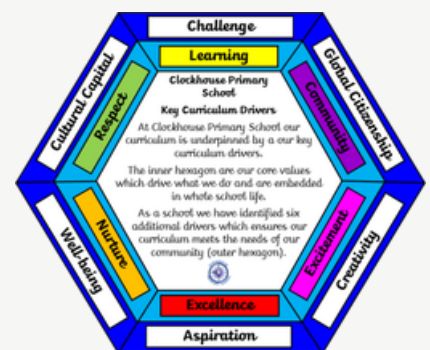 Challenge
Learning
Cultural Capital
Respect
Global Citizenship
Community
Clockhouse Primary
School
Key Curriculum Drivers
At Clockhouse Primary School our
curriculum is underpinned by a our key
curriculum drivers.
The inner hexagon are our core values
which drive what we do and are embedded
in whole school life.
As a school we have identified six
additional drivers which ensures our
curriculum meets the needs of our
community (outer hexagon).
Well-being
Nurture
Excitement
Creativity
Excellence
Aspiration